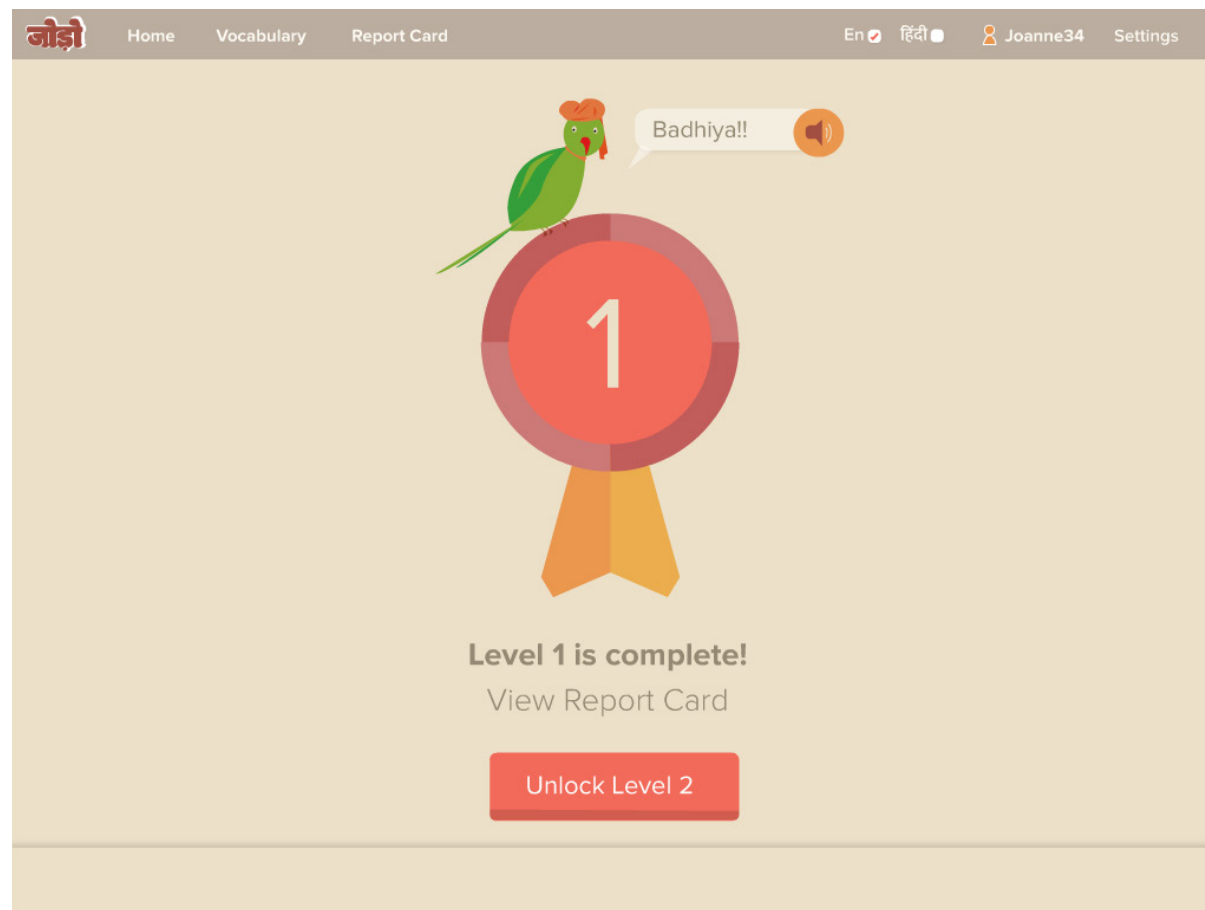 जोड़ो Home Vocabulary Report Card En हिंदी Joanne34 Settings
Badhiya!!
1
Level 1 is complete!
View Report Card
Unlock Level 2